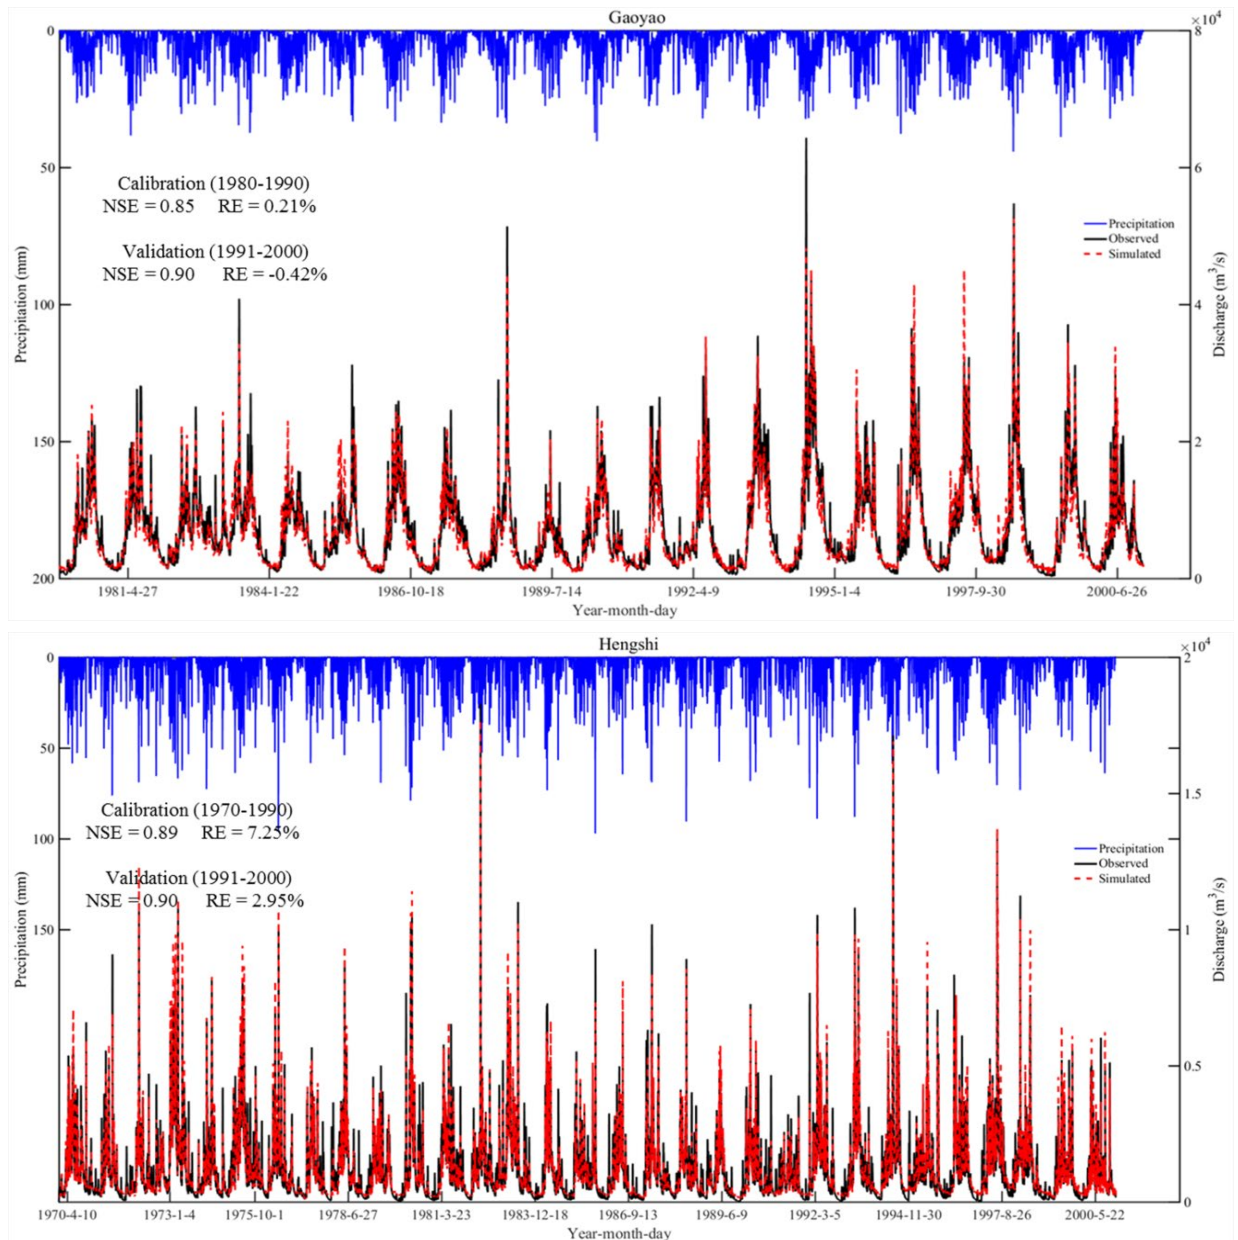 Gaoyao
×10⁴
0
50
100
150
200
8
6
4
2
0
Precipitation (mm)
Discharge (m³/s)
Calibration (1980-1990)
NSE = 0.85 RE = 0.21%
Validation (1991-2000)
NSE = 0.90 RE = -0.42%
Precipitation
Observed
Simulated
1981-4-27 1984-1-22 1986-10-18 1989-7-14 1992-4-9 1995-1-4 1997-9-30 2000-6-26
Year-month-day
Hengshi
×10⁴
0
50
100
150
2
1.5
1
0.5
0
Precipitation (mm)
Discharge (m³/s)
Calibration (1970-1990)
NSE = 0.89 RE = 7.25%
Validation (1991-2000)
NSE = 0.90 RE = 2.95%
Precipitation
Observed
Simulated
1970-4-10 1973-1-4 1975-10-1 1978-6-27 1981-3-23 1983-12-18 1986-9-13 1989-6-9 1992-3-5 1994-11-30 1997-8-26 2000-5-22
Year-month-day